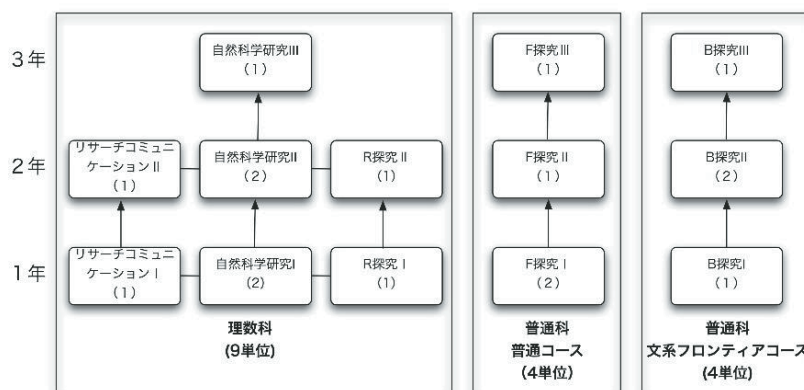 3年
自然科学研究III
（1）
F探究III
（1）
B探究III
（1）
2年
リサーチコミュニ
ケーションII
（1）
自然科学研究II
（2）
R探究II
（1）
F探究II
（1）
B探究II
（2）
1年
リサーチコミュニ
ケーションI
（1）
自然科学研究I
(2)
R探究I
(1)
F探究I
（2）
B探究I
（1）
理数科
(9単位)
普通科
普通コース
（4単位）
普通科
文系フロンティアコース
(4単位)